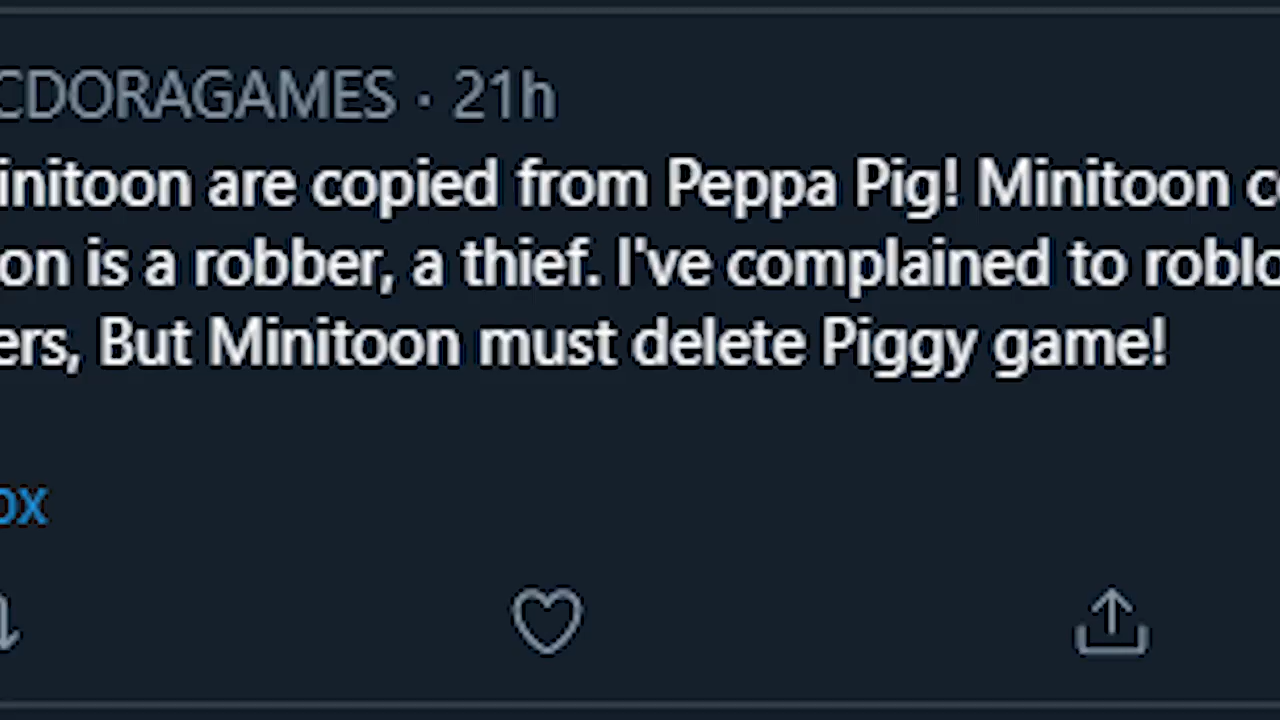 CDORAGAMES · 21h
initoon are copied from Peppa Pig! Minitoon c
on is a robber, a thief. I've complained to roblo
ers, But Minitoon must delete Piggy game!
ox